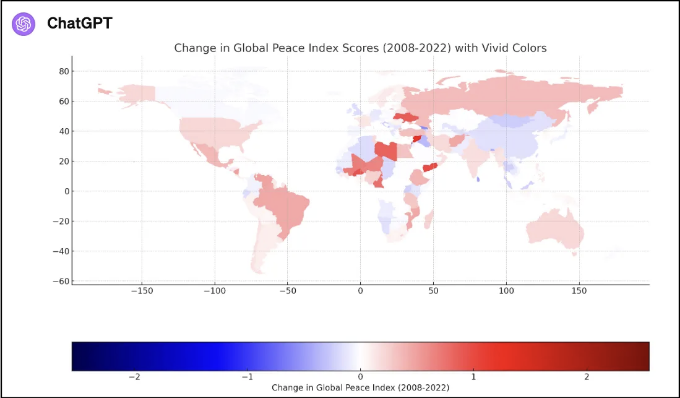 ChatGPT
Change in Global Peace Index Scores (2008-2022) with Vivid Colors
80
60
40
20
0
−20
−40
−60
−150 −100 −50 0 50 100 150
−2 −1 0 1 2
Change in Global Peace Index (2008-2022)